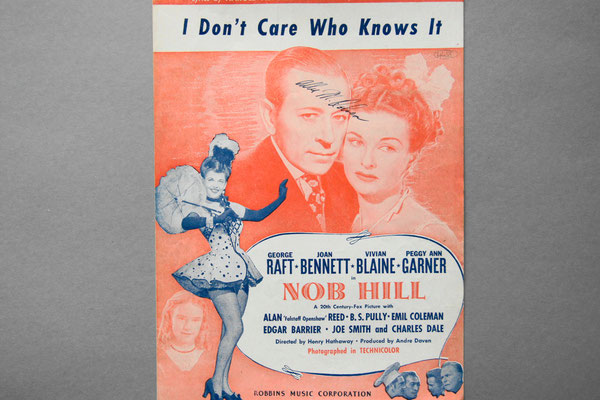 I Don't Care Who Knows It
GEORGE JOAN VIVIAN PEGGY ANN
RAFT • BENNETT • BLAINE • GARNER
in
NOB HILL
A 20th Century-Fox Picture with
ALAN "Falstaff Openshaw" REED • B. S. PULLY • EMIL COLEMAN
EDGAR BARRIER • JOE SMITH and CHARLES DALE
Directed by Henry Hathaway • Produced by Andre Daven
Photographed in TECHNICOLOR
ROBBINS MUSIC CORPORATION